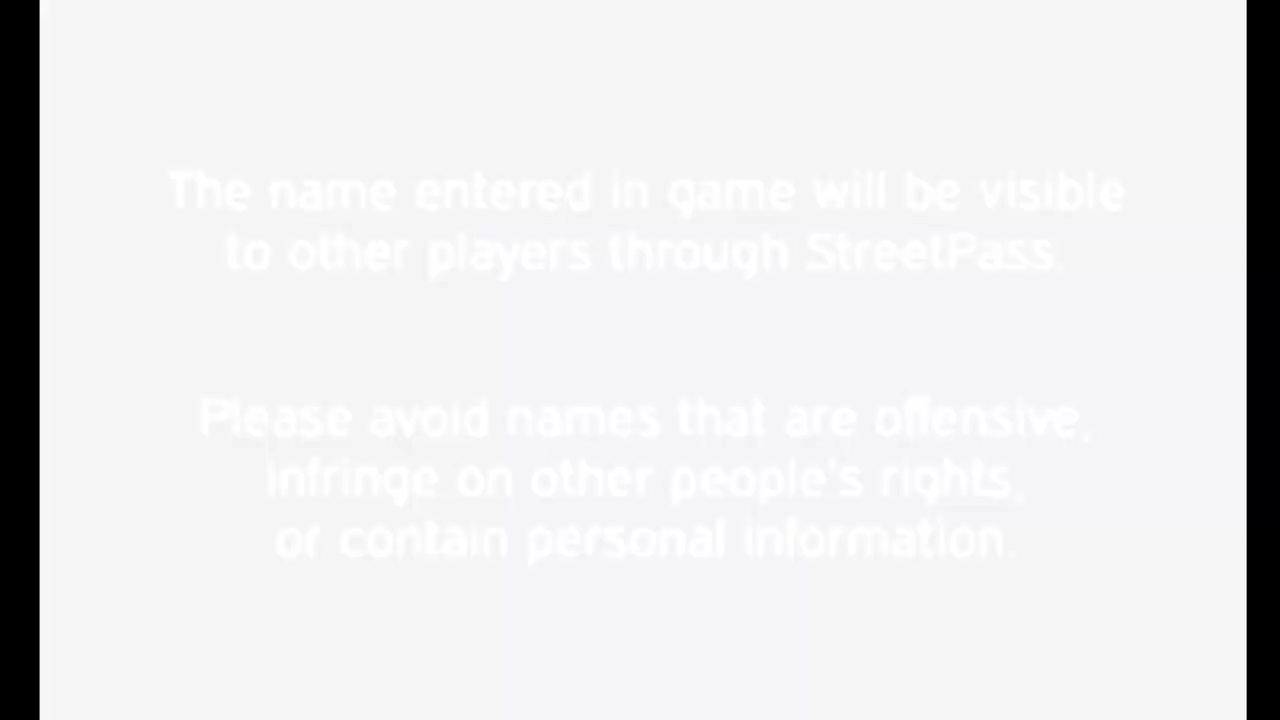 The name entered in game will be visible
to other players through StreetPass.
Please avoid names that are offensive,
infringe on other people's rights,
or contain personal information.